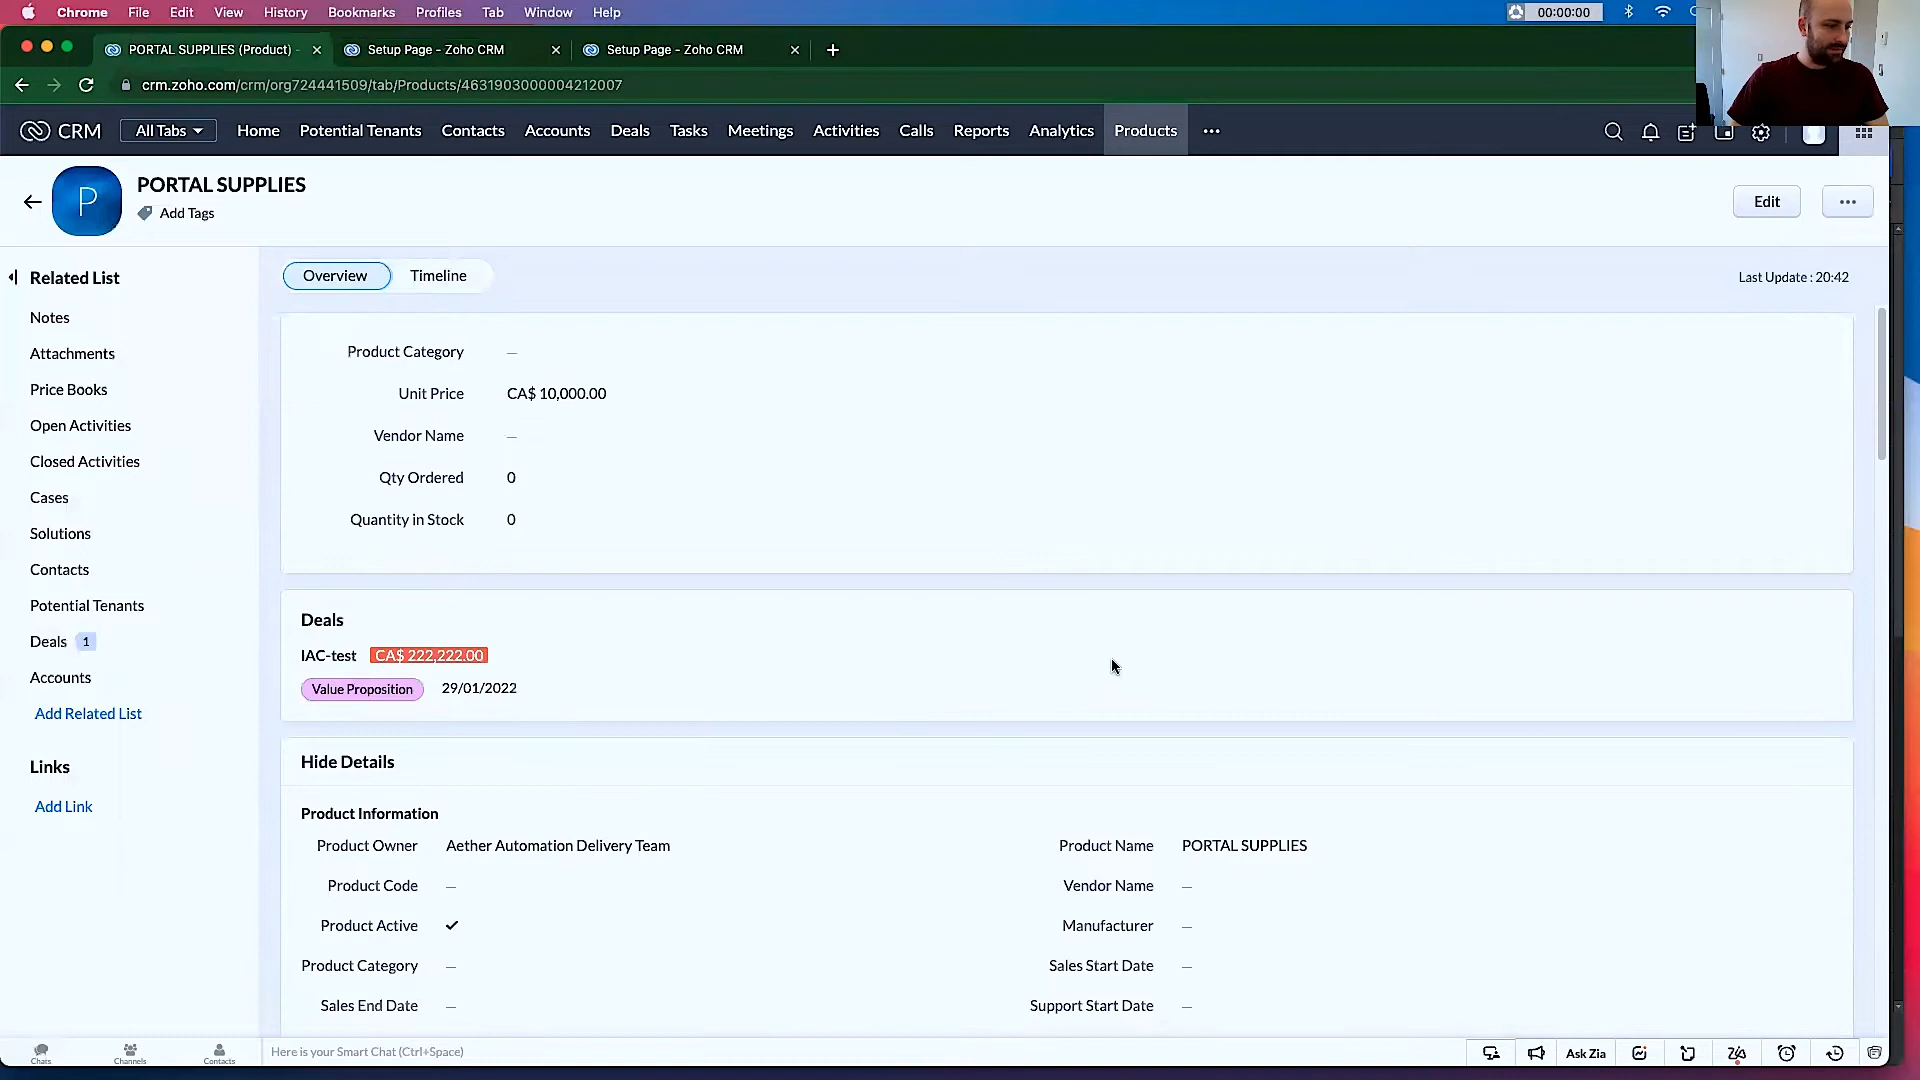 Chrome File Edit View History Bookmarks Profiles Tab Window Help 00:00:00
PORTAL SUPPLIES (Product) - Setup Page - Zoho CRM Setup Page - Zoho CRM
crm.zoho.com/crm/org724441509/tab/Products/4631903000004212007
CRM All Tabs Home Potential Tenants Contacts Accounts Deals Tasks Meetings Activities Calls Reports Analytics Products
P PORTAL SUPPLIES
Add Tags
Edit
Related List
Notes
Attachments
Price Books
Open Activities
Closed Activities
Cases
Solutions
Contacts
Potential Tenants
Deals 1
Accounts
Add Related List
Links
Add Link
Overview Timeline
Last Update : 20:42
Product Category —
Unit Price CA$ 10,000.00
Vendor Name —
Qty Ordered 0
Quantity in Stock 0
Deals
IAC-test CA$ 222,222.00
Value Proposition 29/01/2022
Hide Details
Product Information
Product Owner Aether Automation Delivery Team Product Name PORTAL SUPPLIES
Product Code — Vendor Name —
Product Active Manufacturer —
Product Category — Sales Start Date —
Sales End Date — Support Start Date —
Chats Channels Contacts Here is your Smart Chat (Ctrl+Space) Ask Zia